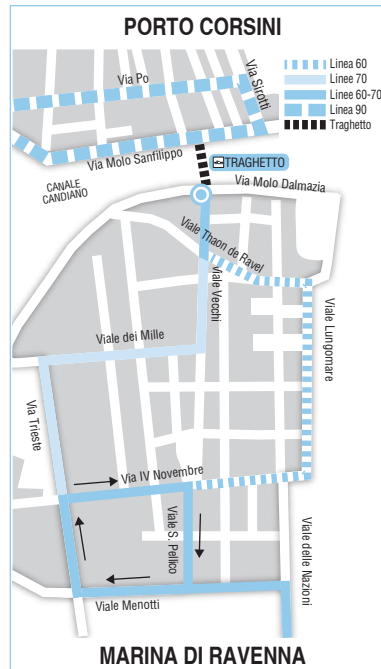 PORTO CORSINI
Linea 60
Linee 70
Linee 60-70
Linea 90
Traghetto
Via Po
Via Sirotti
Via Molo Sanfilippo
TRAGHETTO
CANALE
CANDIANO
Via Molo Dalmazia
Viale Thaon de Ravel
Viale Vecchi
Viale Lungomare
Viale dei Mille
Via Trieste
Via IV Novembre
Viale S. Pellico
Viale delle Nazioni
Viale Menotti
MARINA DI RAVENNA